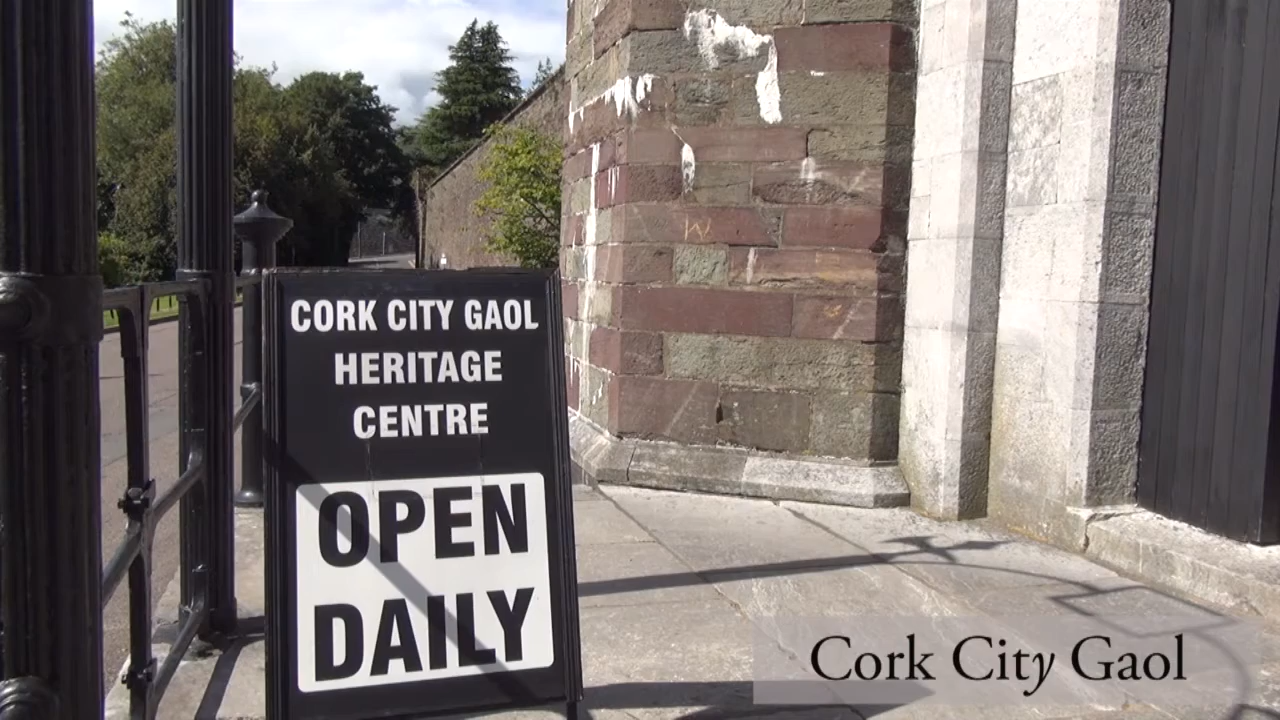 CORK CITY GAOL
HERITAGE
CENTRE
OPEN
DAILY
W
Cork City Gaol